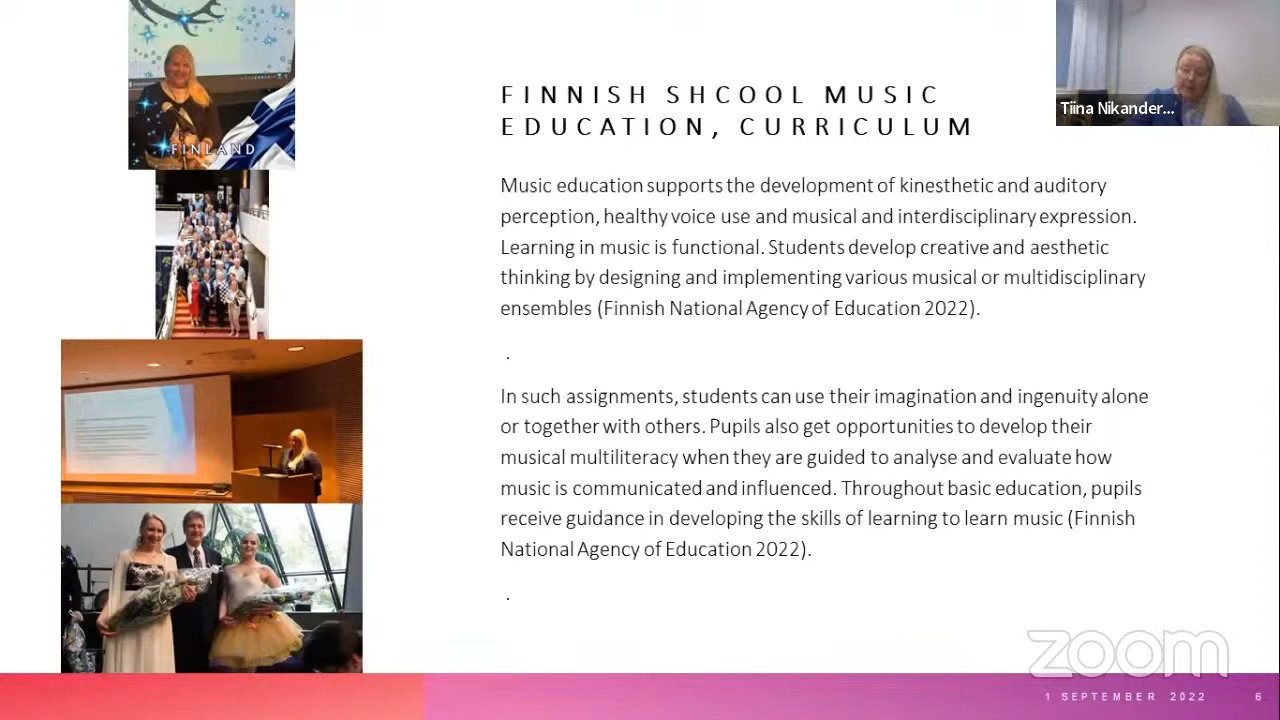 FINLAND
FINNISH SHCOOL MUSIC
EDUCATION, CURRICULUM
Tiina Nikander...
Music education supports the development of kinesthetic and auditory
perception, healthy voice use and musical and interdisciplinary expression.
Learning in music is functional. Students develop creative and aesthetic
thinking by designing and implementing various musical or multidisciplinary
ensembles (Finnish National Agency of Education 2022).
.
In such assignments, students can use their imagination and ingenuity alone
or together with others. Pupils also get opportunities to develop their
musical multiliteracy when they are guided to analyse and evaluate how
music is communicated and influenced. Throughout basic education, pupils
receive guidance in developing the skills of learning to learn music (Finnish
National Agency of Education 2022).
.
zoom
1 SEPTEMBER 2022 6